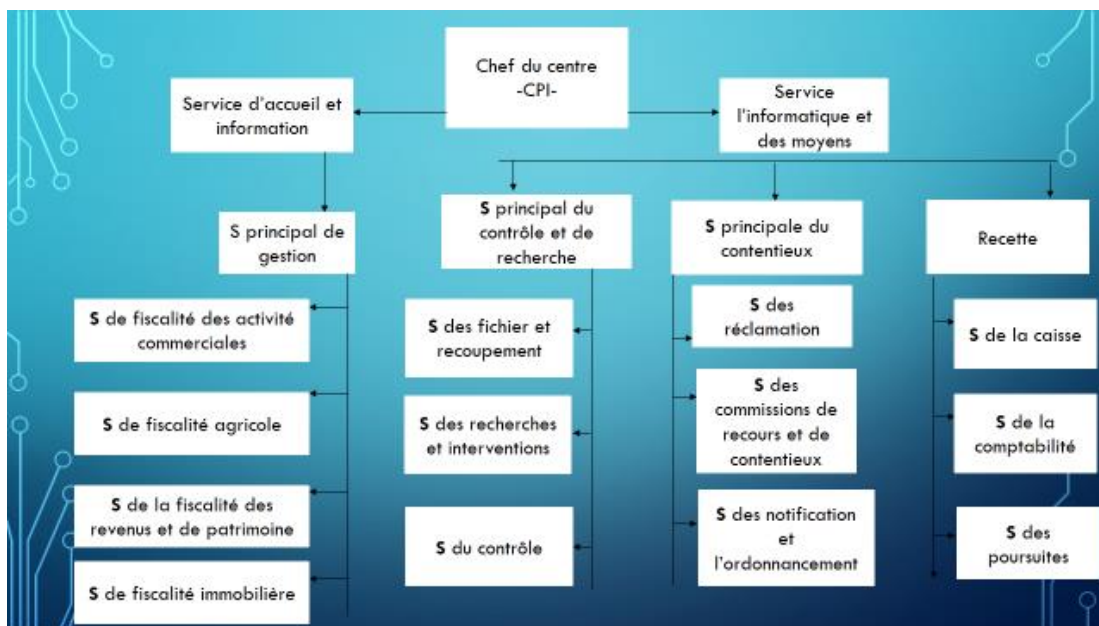 Chef du centre
-CPI-
Service d'accueil et
information
Service
l'informatique et
des moyens
S principal de
gestion
S principal du
contrôle et de
recherche
S principale du
contentieux
Recette
S de fiscalité des activité
commerciales
S de fiscalité agricole
S de la fiscalité des
revenus et de patrimoine
S de fiscalité immobilière
S des fichier et
recoupement
S des recherches
et interventions
S du contrôle
S des
réclamation
S des
commissions de
recours et de
contentieux
S des notification
et
l'ordonnancement
S de la caisse
S de la
comptabilité
S des
poursuites